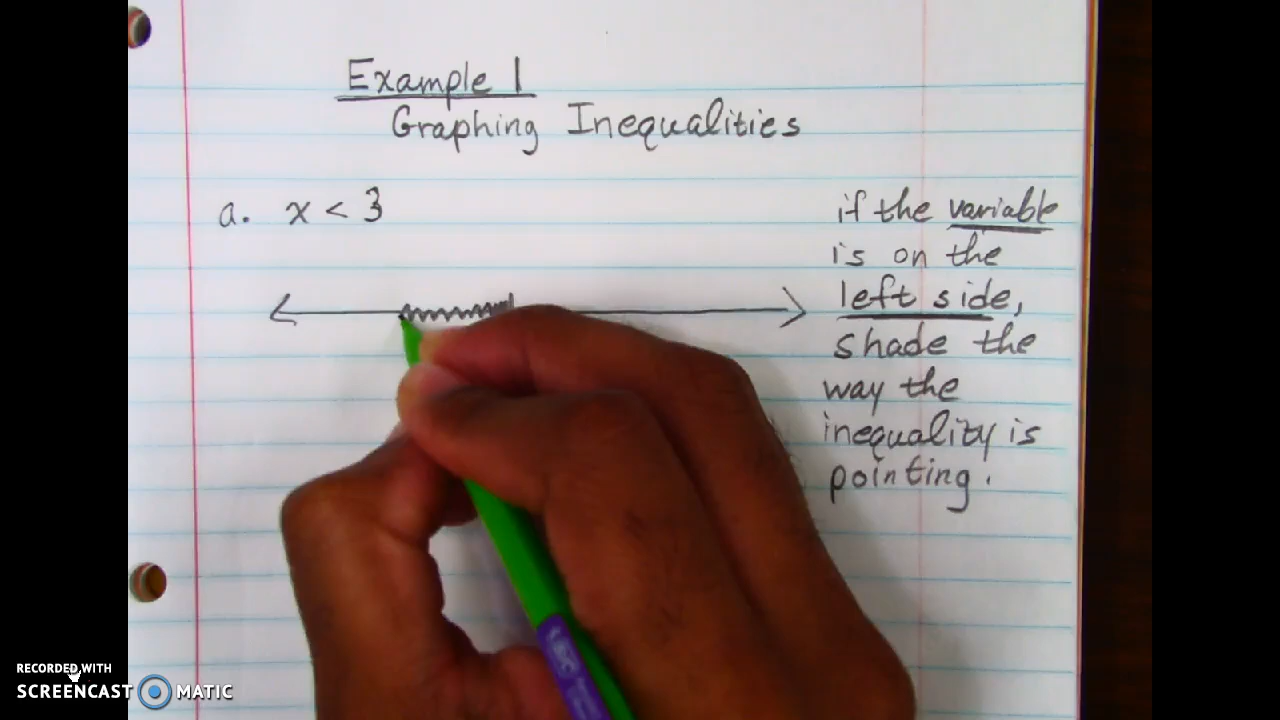 Example 1
Graphing Inequalities
a. x < 3
if the variable
is on the
left side,
shade the
way the
inequality is
pointing.
BIC
RECORDED WITH
SCREENCAST MATIC